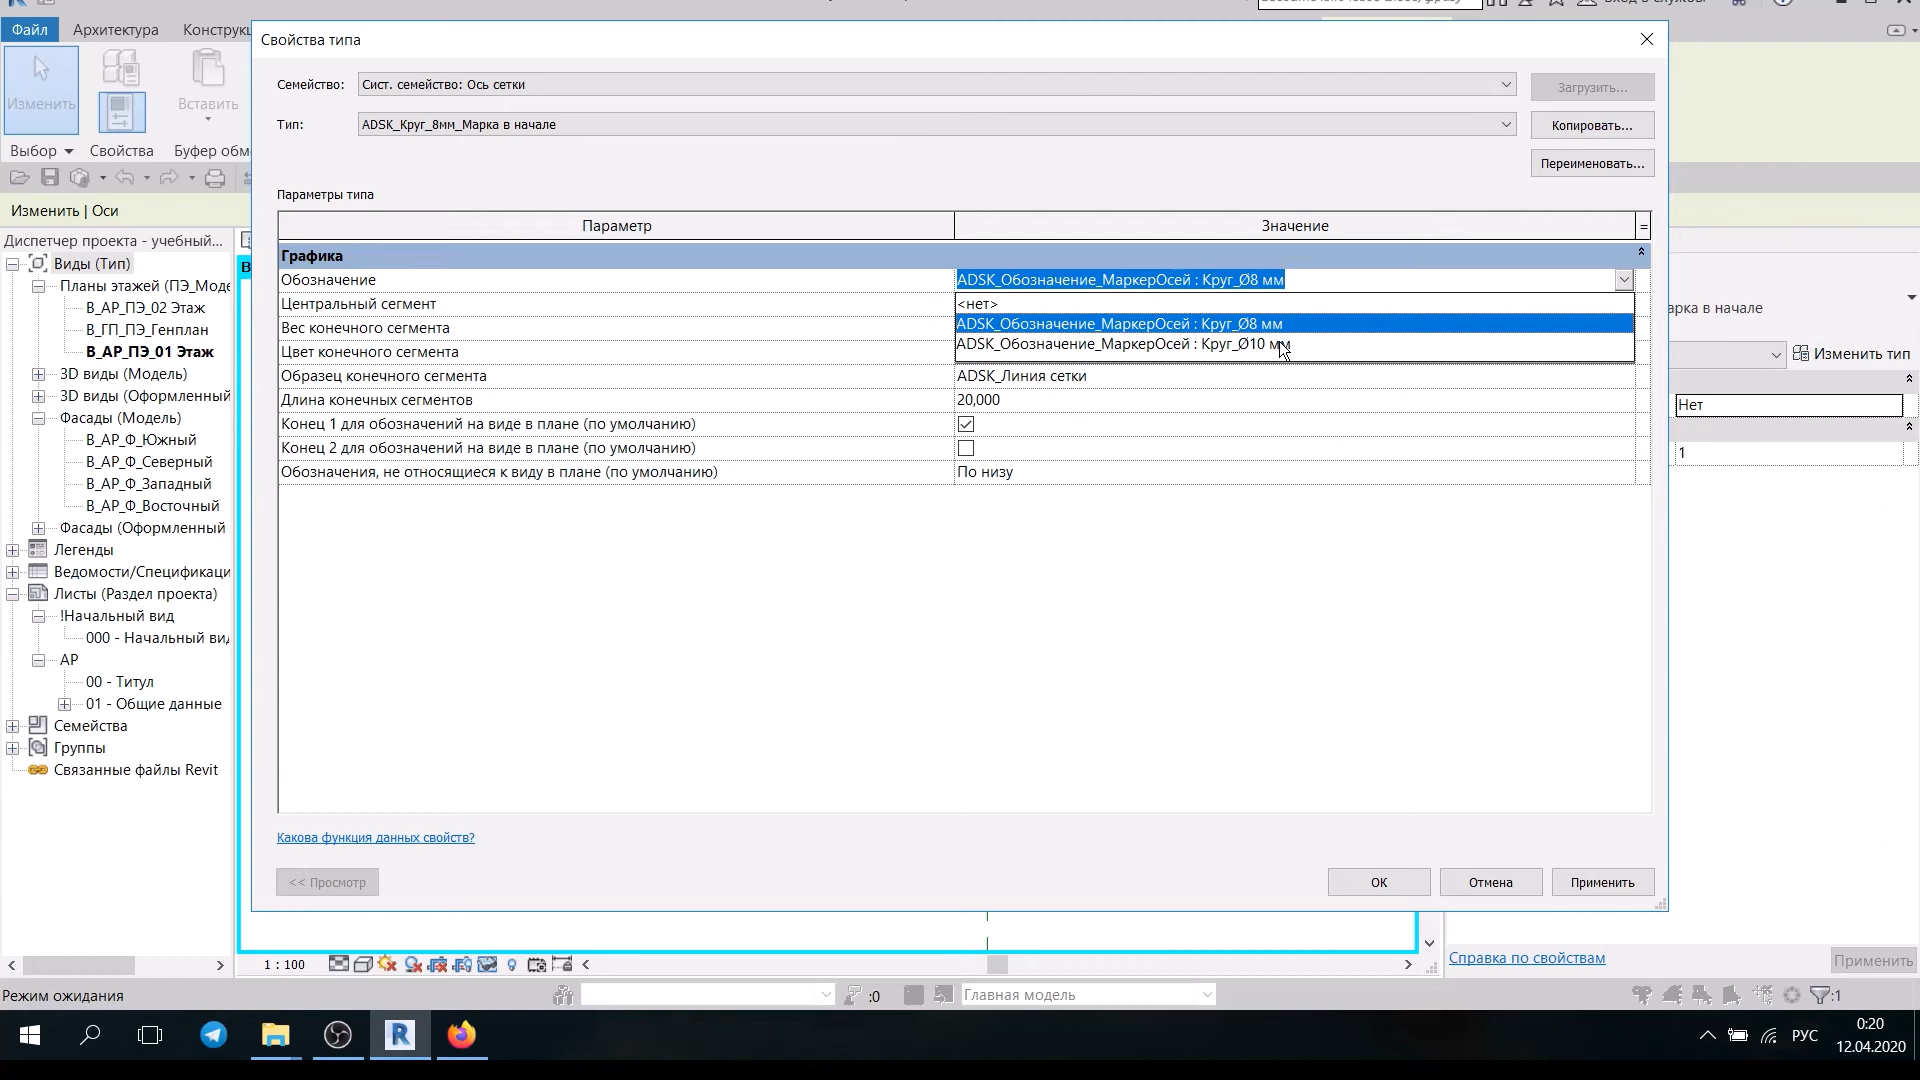 Файл
Архитектура
Изменить
Вставить
Выбор
Свойства
Изменить | Оси
Диспетчер проекта - учебный...
Виды (Тип)
Планы этажей (ПЭ_Моде
В_АР_ПЭ_02 Этаж
В_ГП_ПЭ_Генплан
В_АР_ПЭ_01 Этаж
3D виды (Модель)
3D виды (Оформленный
Фасады (Модель)
В_АР_Ф_Южный
В_АР_Ф_Северный
В_АР_Ф_Западный
В_АР_Ф_Восточный
Фасады (Оформленный
Легенды
Ведомости/Спецификаци
Листы (Раздел проекта)
!Начальный вид
000 - Начальный вид
АР
00 - Титул
01 - Общие данные
Семейства
Группы
Связанные файлы Revit
Свойства типа
Семейство:
Сист. семейство: Ось сетки
Загрузить...
Тип:
ADSK_Круг_8мм_Марка в начале
Копировать...
Переименовать...
Параметры типа
Параметр
Значение
=
Графика
Обозначение
ADSK_Обозначение_МаркерОсей : Круг_Ø8 мм
<нет>
ADSK_Обозначение_МаркерОсей : Круг_Ø8 мм
ADSK_Обозначение_МаркерОсей : Круг_Ø10 мм
Центральный сегмент
Вес конечного сегмента
Цвет конечного сегмента
Образец конечного сегмента
ADSK_Линия сетки
Длина конечных сегментов
20,000
Конец 1 для обозначений на виде в плане (по умолчанию)
Конец 2 для обозначений на виде в плане (по умолчанию)
Обозначения, не относящиеся к виду в плане (по умолчанию)
По низу
Какова функция данных свойств?
<< Просмотр
ОК
Отмена
Применить
арка в начале
Изменить тип
Нет
1
Справка по свойствам
Применить
1 : 100
Режим ожидания
:0
Главная модель
:1
РУС
0:20
12.04.2020